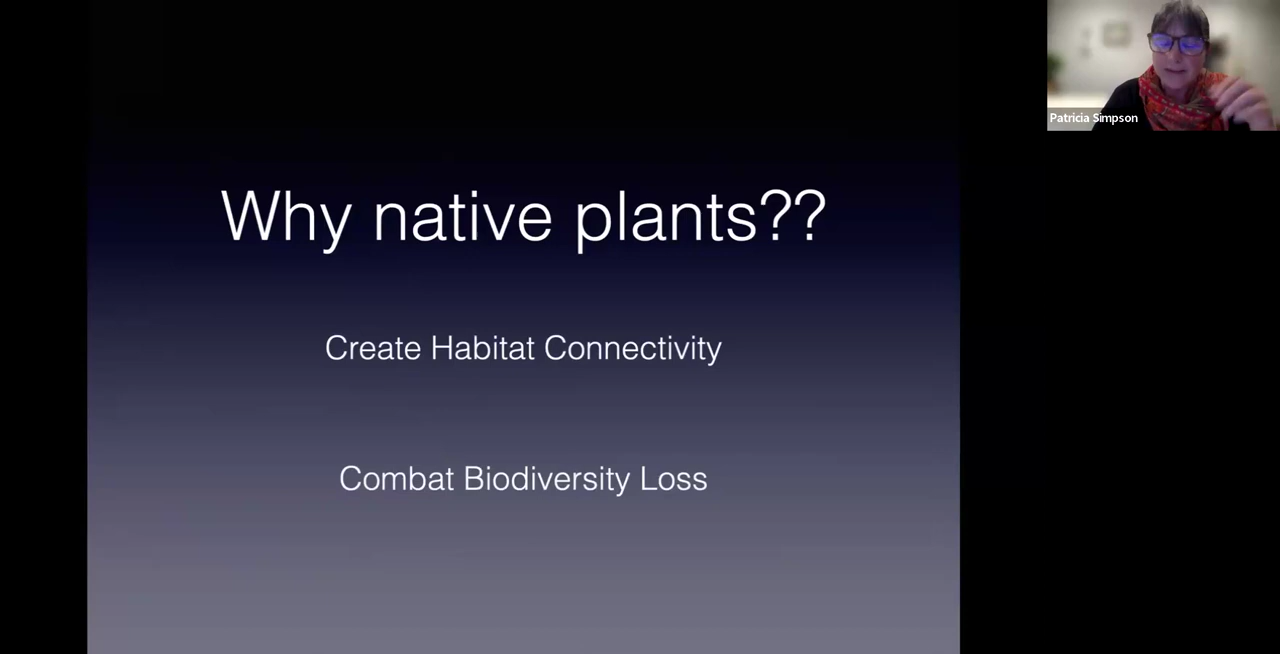 Why native plants??
Create Habitat Connectivity
Combat Biodiversity Loss
Patricia Simpson